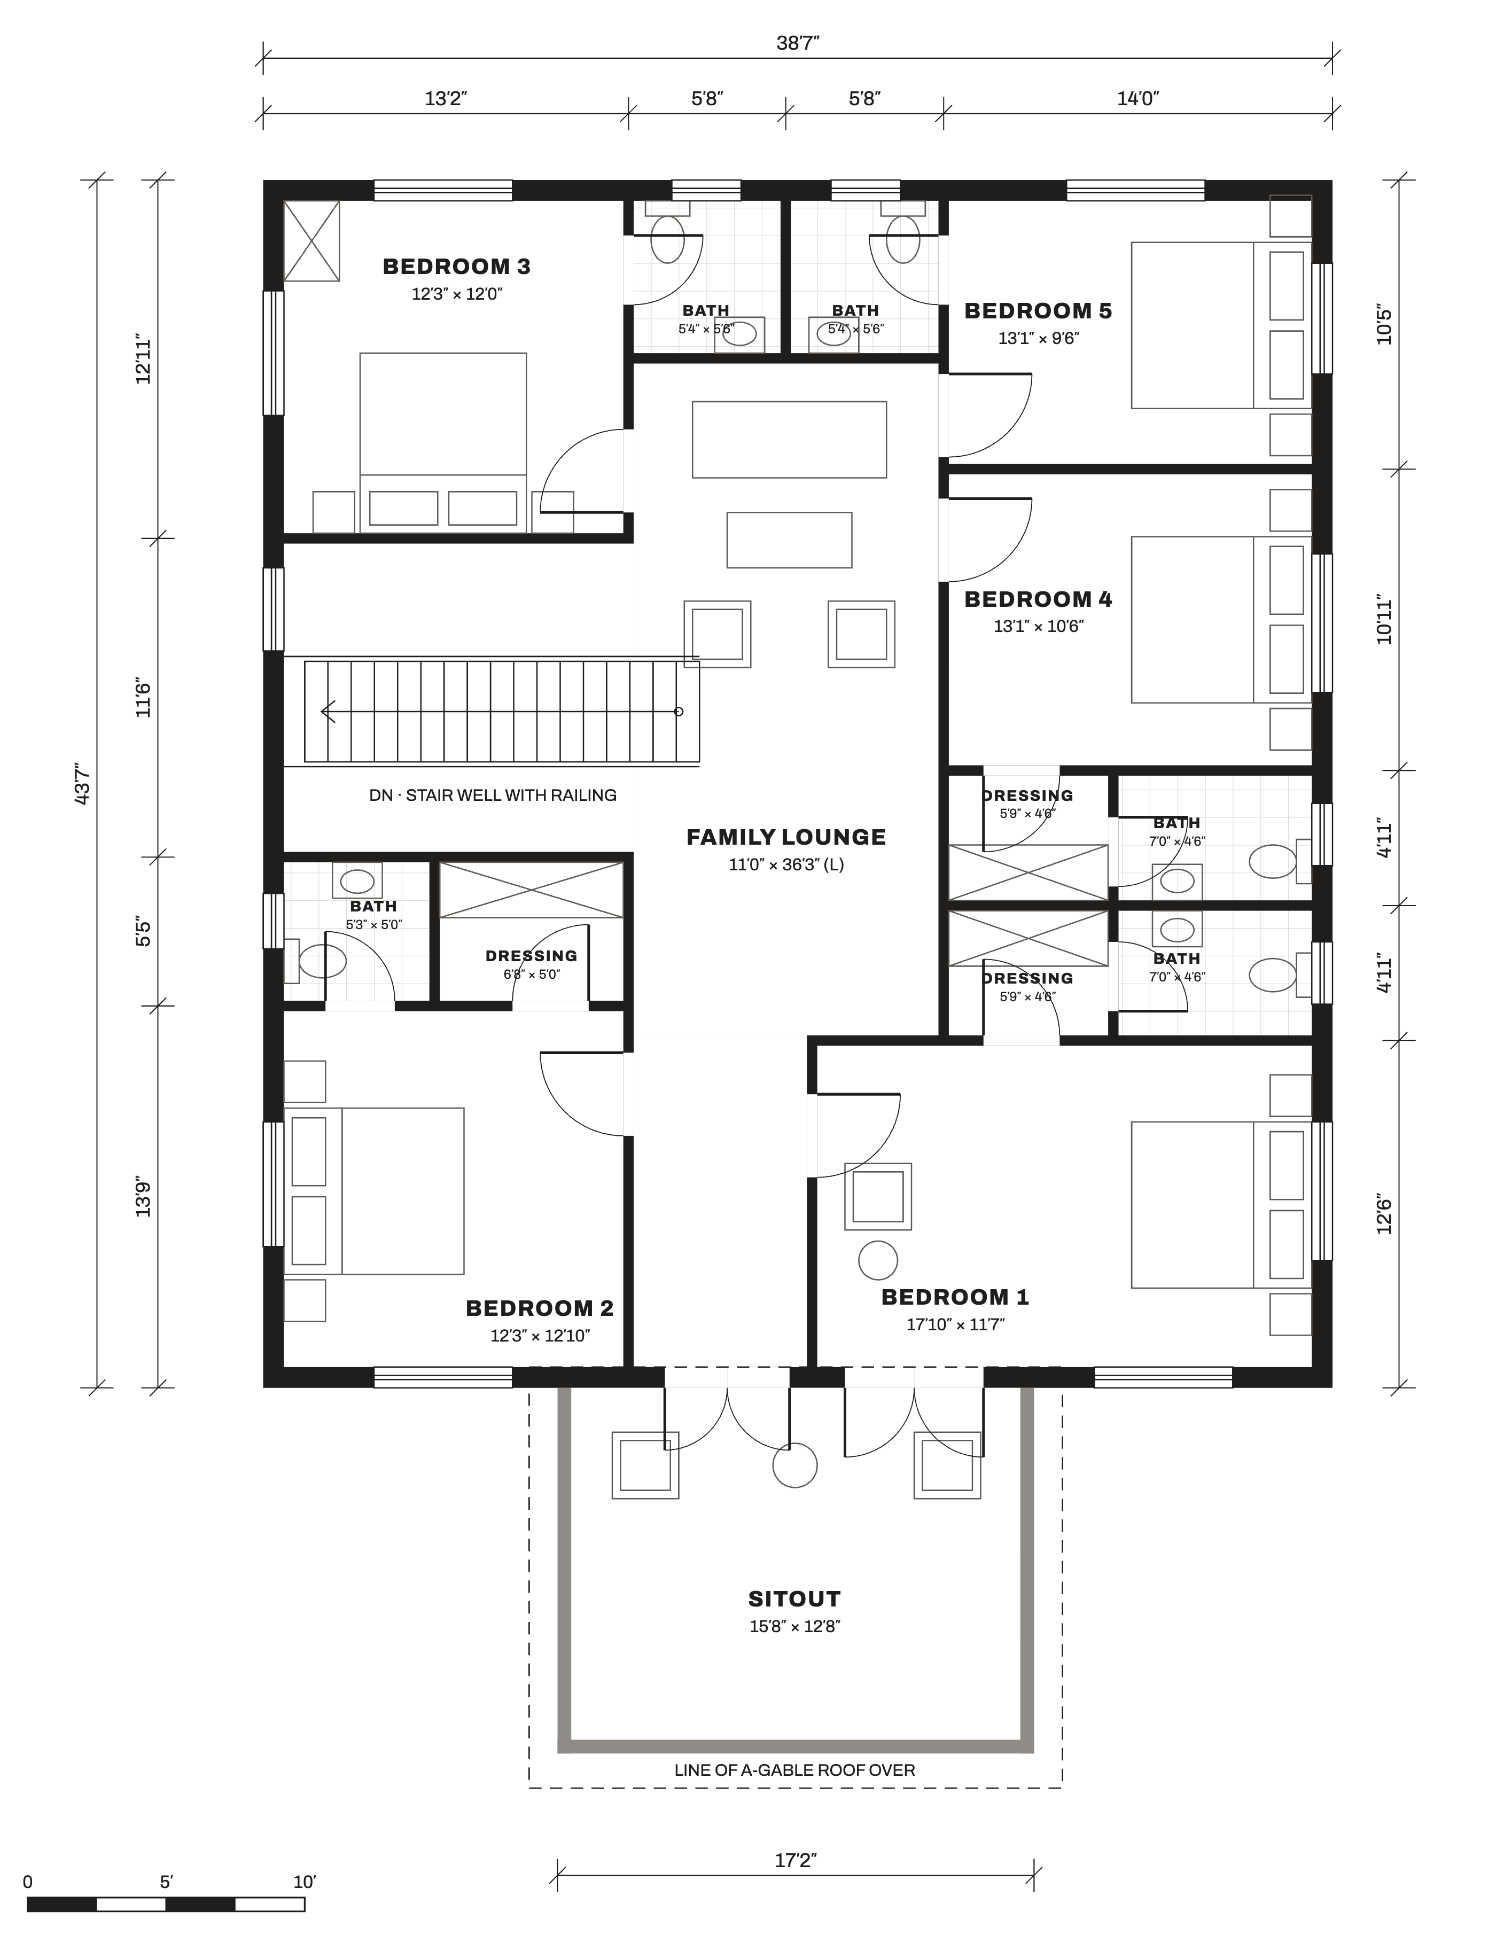 38'7"
13'2"
5'8"
5'8"
14'0"
BEDROOM 3
12'3" × 12'0"
BATH
5'4" × 5'6"
BATH
5'4" × 5'6"
BEDROOM 5
13'1" × 9'6"
12'11"
10'5"
BEDROOM 4
13'1" × 10'6"
10'11"
11'6"
43'7"
DN · STAIR WELL WITH RAILING
FAMILY LOUNGE
11'0" × 36'3" (L)
DRESSING
5'9" × 4'6"
BATH
7'0" × 4'6"
4'11"
BATH
5'3" × 5'0"
DRESSING
6'8" × 5'0"
5'5"
DRESSING
5'9" × 4'6"
BATH
7'0" × 4'6"
4'11"
13'9"
12'6"
BEDROOM 2
12'3" × 12'10"
BEDROOM 1
17'10" × 11'7"
SITOUT
15'8" × 12'8"
LINE OF A-GABLE ROOF OVER
17'2"
0
5'
10'